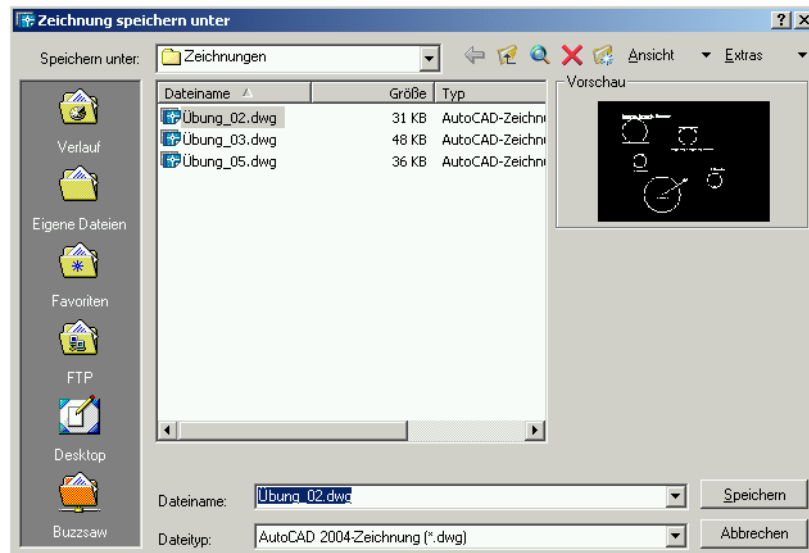 Zeichnung speichern unter
Speichern unter: Zeichnungen Ansicht Extras
Dateiname Größe Typ Vorschau
Übung_02.dwg 31 KB AutoCAD-Zeichnu
Übung_03.dwg 48 KB AutoCAD-Zeichnu
Übung_05.dwg 36 KB AutoCAD-Zeichnu
Verlauf
Eigene Dateien
Favoriten
FTP
Desktop
Buzzsaw
Dateiname: Übung_02.dwg Speichern
Dateityp: AutoCAD 2004-Zeichnung (*.dwg) Abbrechen